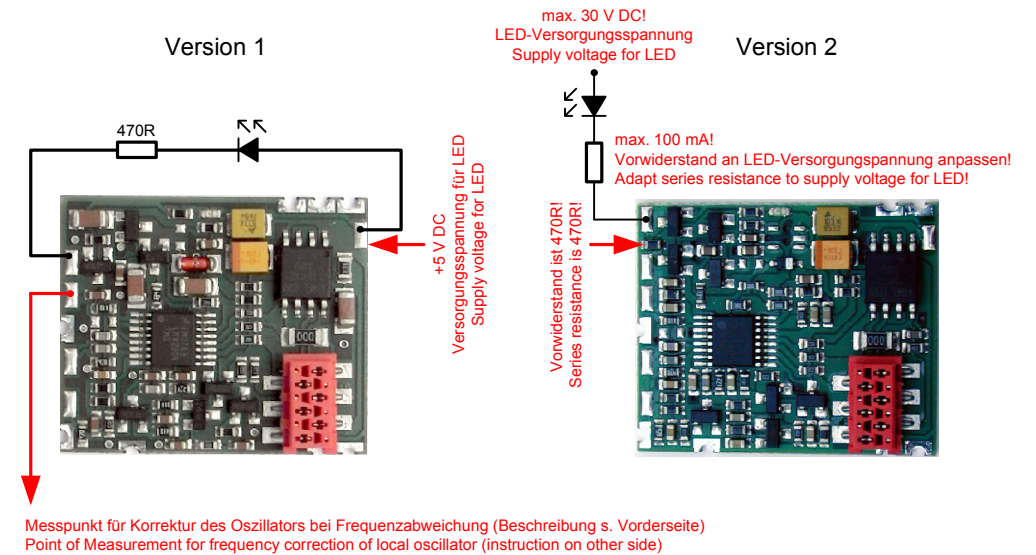 Version 1
470R
+5 V DC
Versorgungsspannung für LED
Supply voltage for LED
Messpunkt für Korrektur des Oszillators bei Frequenzabweichung (Beschreibung s. Vorderseite)
Point of Measurement for frequency correction of local oscillator (instruction on other side)
max. 30 V DC!
LED-Versorgungsspannung
Supply voltage for LED
Version 2
max. 100 mA!
Vorwiderstand an LED-Versorgungspannung anpassen!
Adapt series resistance to supply voltage for LED!
Vorwiderstand ist 470R!
Series resistance is 470R!
000
000